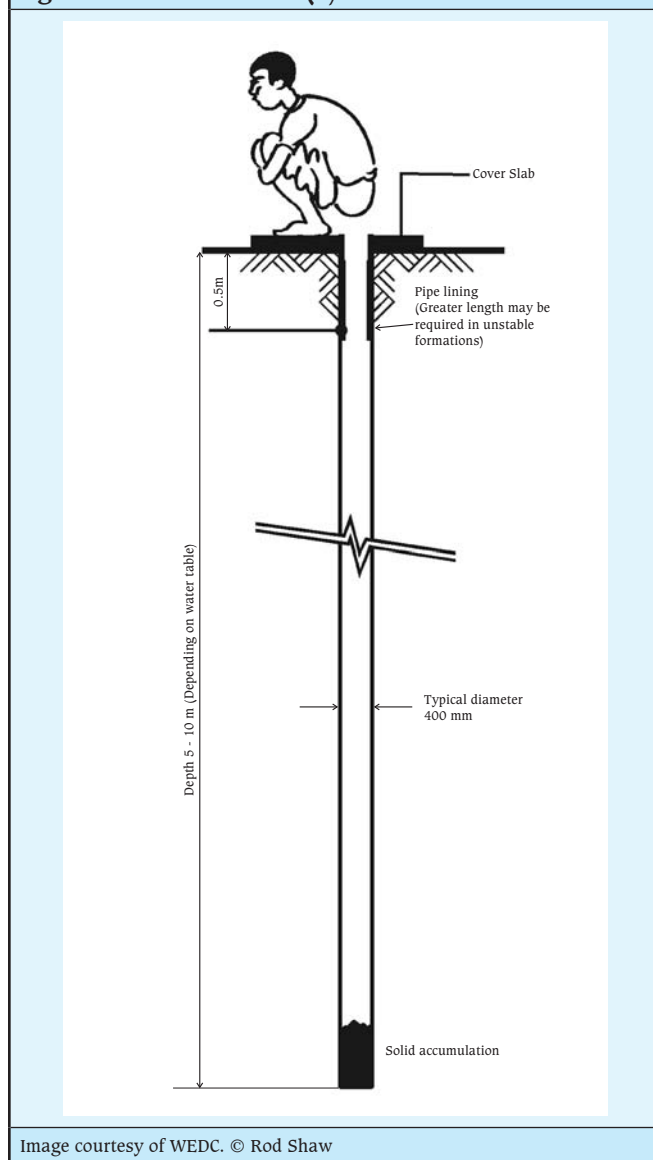 Cover Slab
0.5m
Pipe lining
(Greater length may be
required in unstable
formations)
Depth 5 - 10 m (Depending on water table)
Typical diameter
400 mm
Solid accumulation
Image courtesy of WEDC. © Rod Shaw